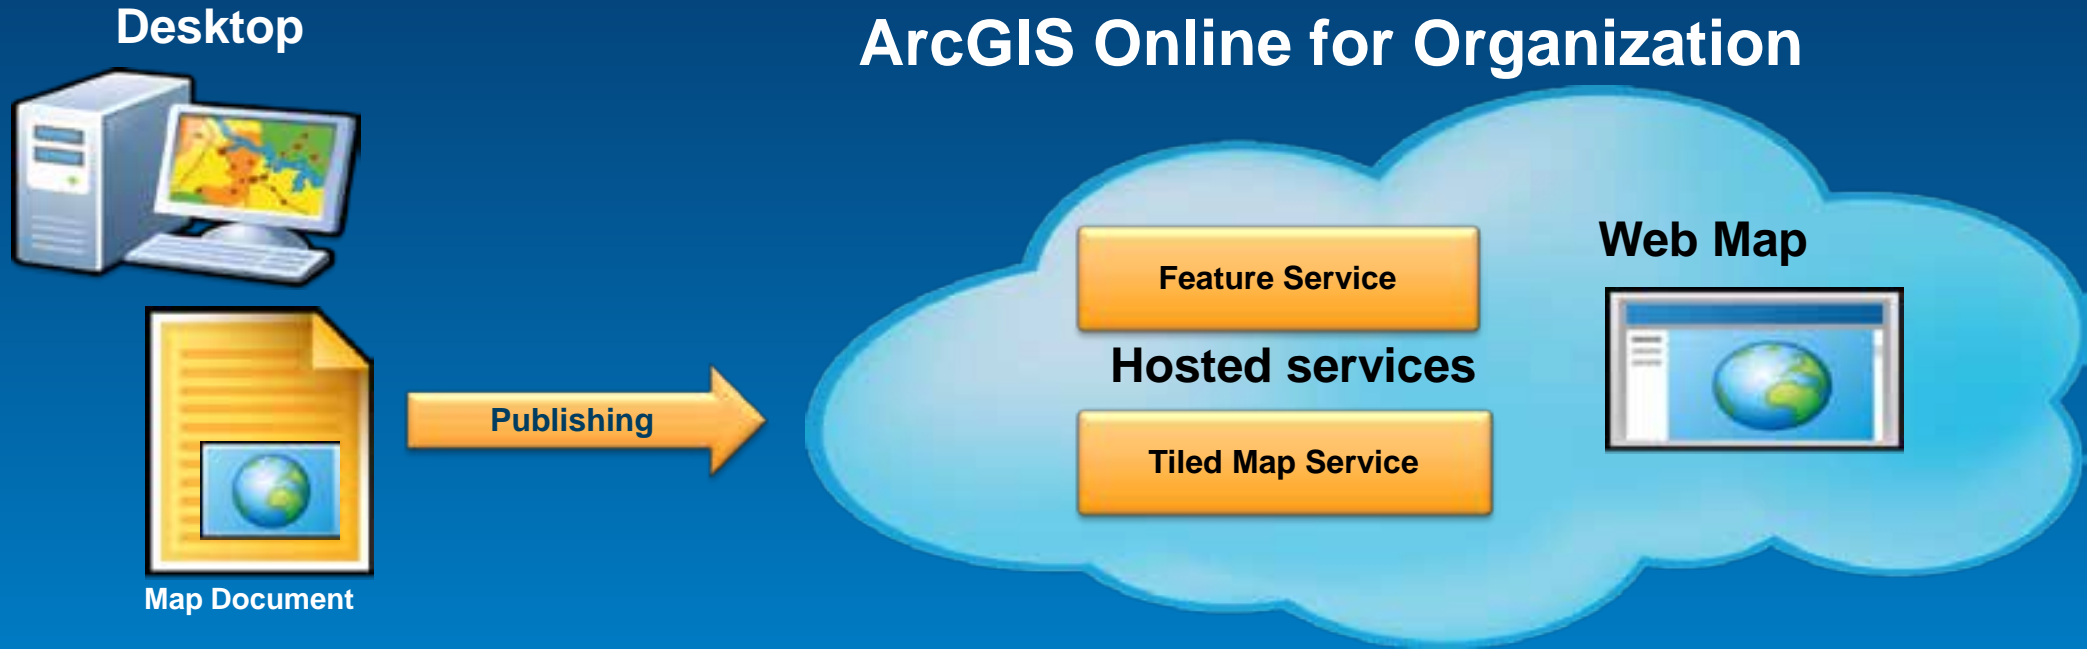 Desktop
ArcGIS Online for Organization
Map Document
Publishing
Feature Service
Hosted services
Tiled Map Service
Web Map